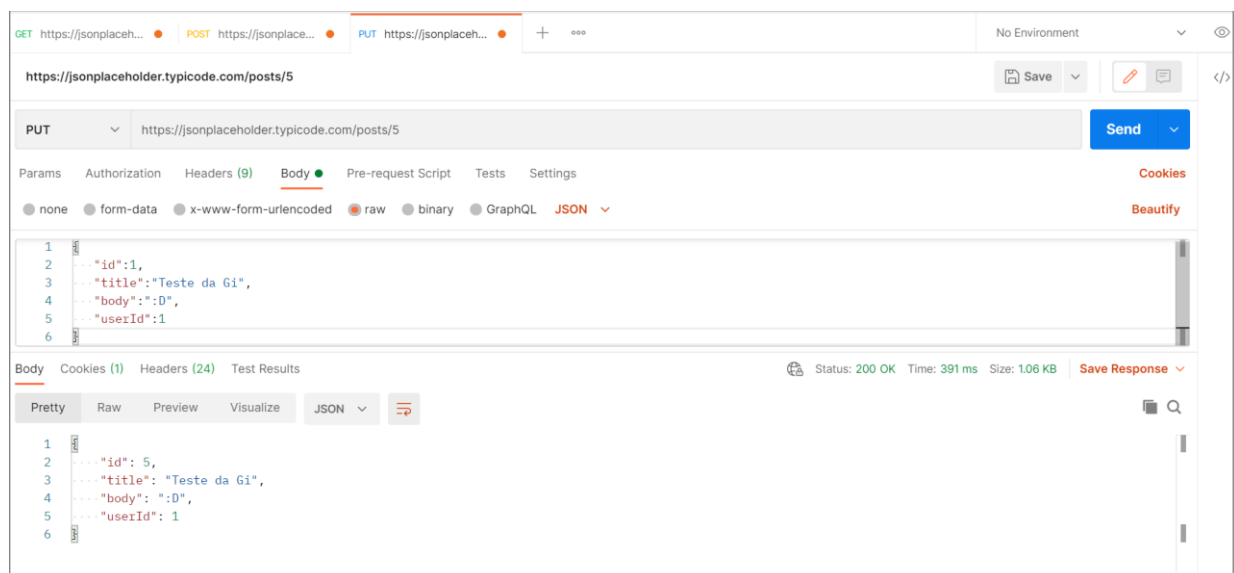 GET https://jsonplaceh... POST https://jsonplace... PUT https://jsonplaceh... + ooo No Environment
https://jsonplaceholder.typicode.com/posts/5 Save </>
PUT https://jsonplaceholder.typicode.com/posts/5 Send
Params Authorization Headers (9) Body Pre-request Script Tests Settings Cookies
none form-data x-www-form-urlencoded raw binary GraphQL JSON Beautify
1 {
2 "id":1,
3 "title":"Teste da Gi",
4 "body":":D",
5 "userId":1
6 }
Body Cookies (1) Headers (24) Test Results Status: 200 OK Time: 391 ms Size: 1.06 KB Save Response
Pretty Raw Preview Visualize JSON
1 {
2 "id": 5,
3 "title": "Teste da Gi",
4 "body": ":D",
5 "userId": 1
6 }